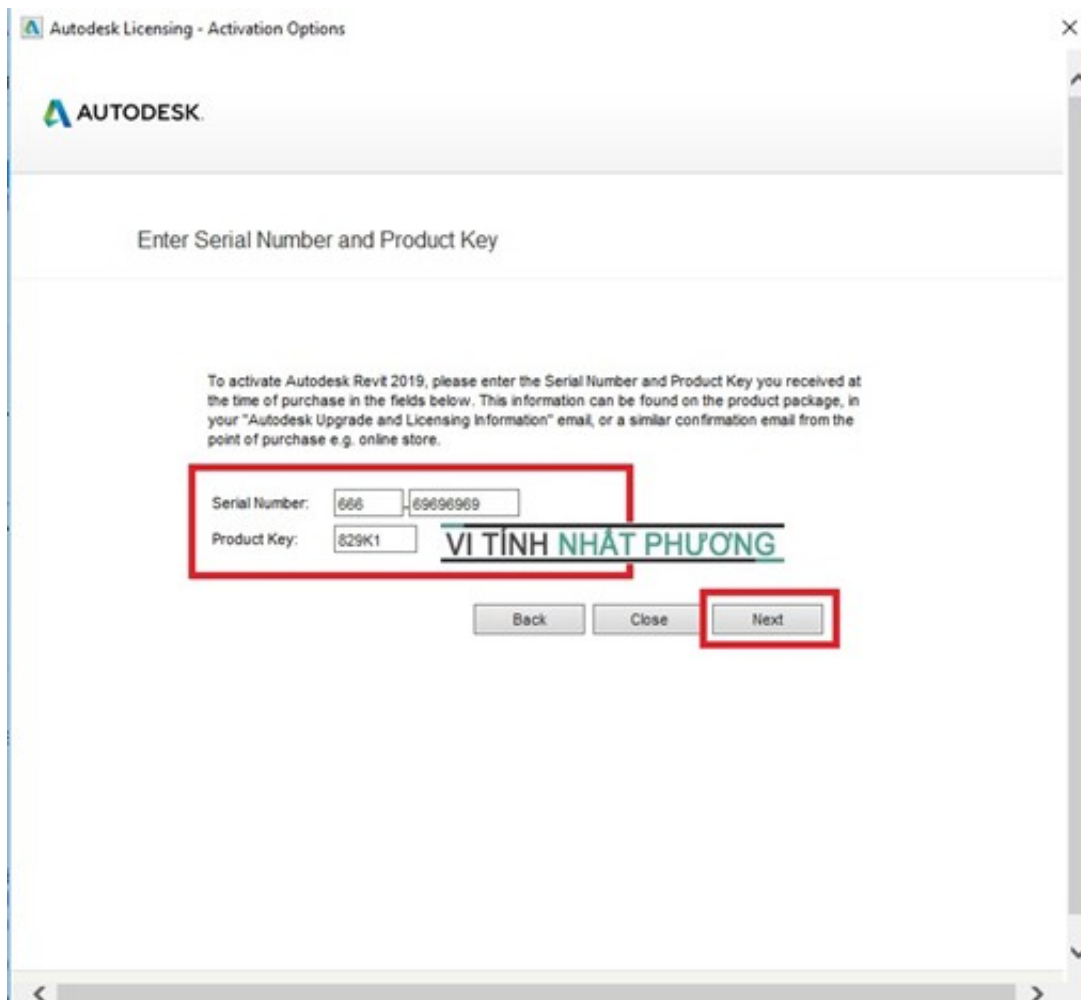 Autodesk Licensing - Activation Options
AUTODESK.
Enter Serial Number and Product Key
To activate Autodesk Revit 2019, please enter the Serial Number and Product Key you received at
the time of purchase in the fields below. This information can be found on the product package, in
your "Autodesk Upgrade and Licensing Information" email, or a similar confirmation email from the
point of purchase e.g. online store.
Serial Number: 666 - 69696969
Product Key: 829K1
VI TÍNH NHẤT PHƯƠNG
Back Close Next